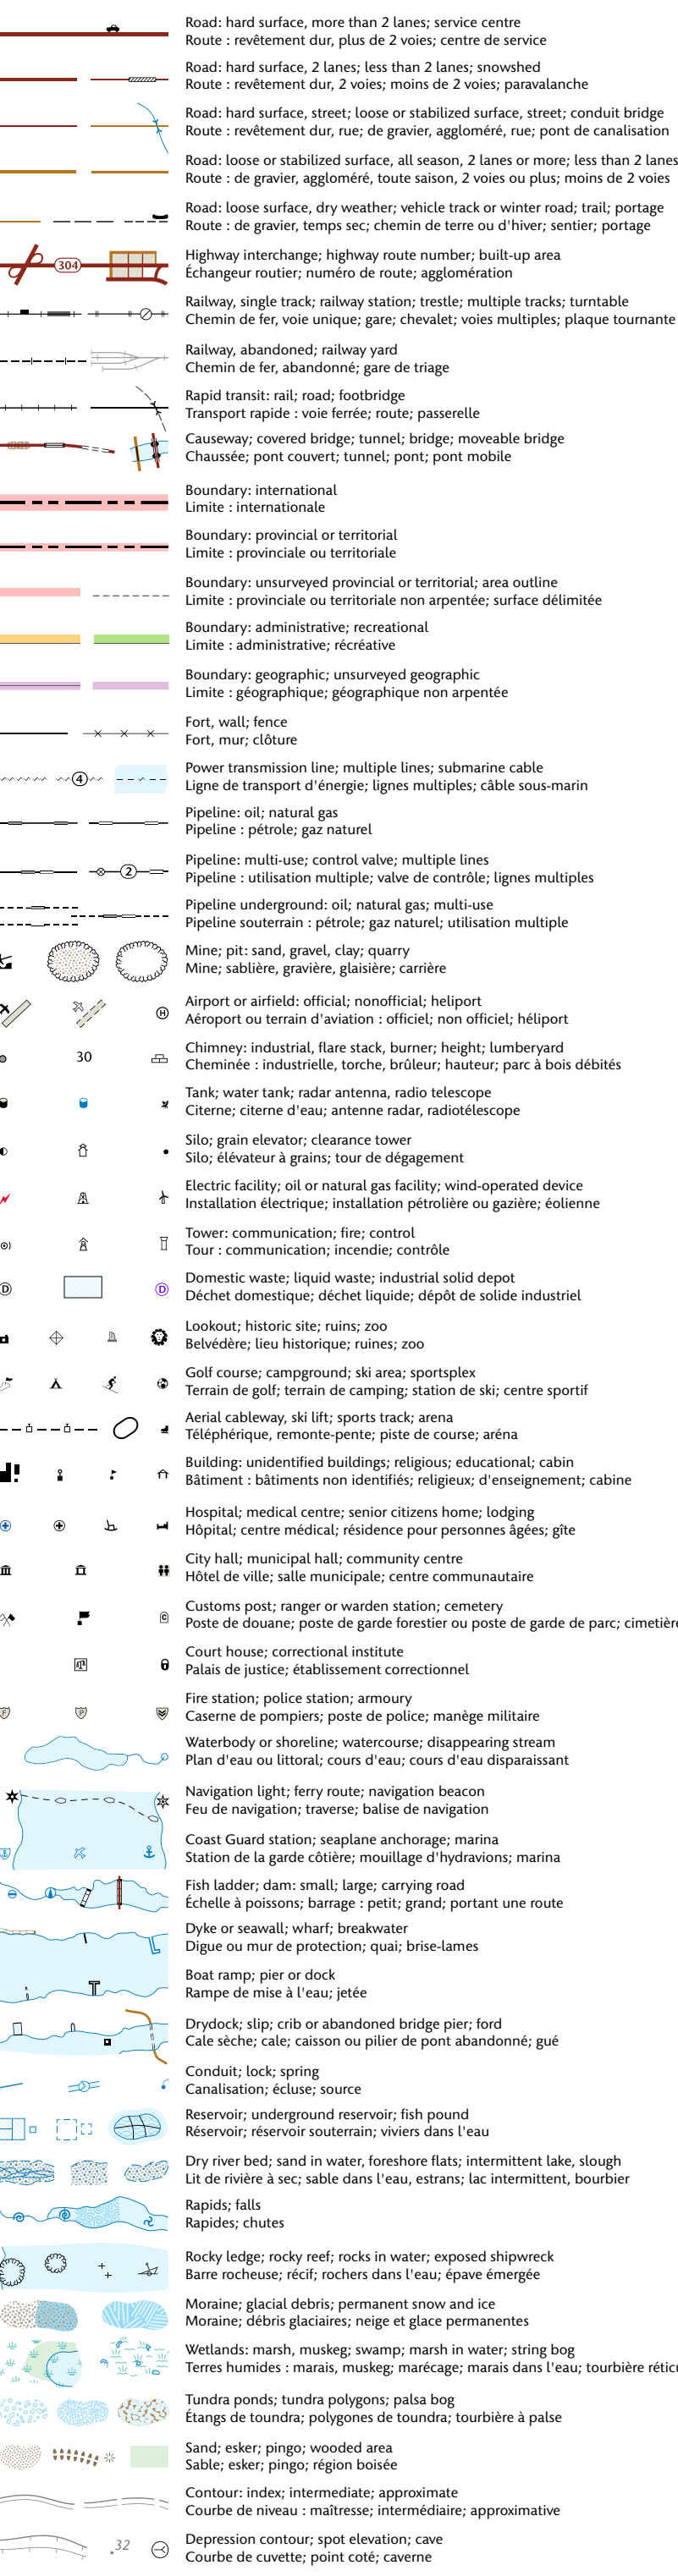 Road: hard surface, more than 2 lanes; service centre
Route : revêtement dur, plus de 2 voies; centre de service
Road: hard surface, 2 lanes; less than 2 lanes; snowshed
Route : revêtement dur, 2 voies; moins de 2 voies; paravalanche
Road: hard surface, street; loose or stabilized surface, street; conduit bridge
Route : revêtement dur, rue; de gravier, aggloméré, rue; pont de canalisation
Road: loose or stabilized surface, all season, 2 lanes or more; less than 2 lanes
Route : de gravier, aggloméré, toute saison, 2 voies ou plus; moins de 2 voies
Road: loose surface, dry weather; vehicle track or winter road; trail; portage
Route : de gravier, temps sec; chemin de terre ou d'hiver; sentier; portage
304
Highway interchange; highway route number; built-up area
Échangeur routier; numéro de route; agglomération
Railway, single track; railway station; trestle; multiple tracks; turntable
Chemin de fer, voie unique; gare; chevalet; voies multiples; plaque tournante
Railway, abandoned; railway yard
Chemin de fer, abandonné; gare de triage
Rapid transit: rail; road; footbridge
Transport rapide : voie ferrée; route; passerelle
Causeway; covered bridge; tunnel; bridge; moveable bridge
Chaussée; pont couvert; tunnel; pont; pont mobile
Boundary: international
Limite : internationale
Boundary: provincial or territorial
Limite : provinciale ou territoriale
Boundary: unsurveyed provincial or territorial; area outline
Limite : provinciale ou territoriale non arpentée; surface délimitée
Boundary: administrative; recreational
Limite : administrative; récréative
Boundary: geographic; unsurveyed geographic
Limite : géographique; géographique non arpentée
Fort, wall; fence
Fort, mur; clôture
4
Power transmission line; multiple lines; submarine cable
Ligne de transport d'énergie; lignes multiples; câble sous-marin
Pipeline: oil; natural gas
Pipeline : pétrole; gaz naturel
2
Pipeline: multi-use; control valve; multiple lines
Pipeline : utilisation multiple; valve de contrôle; lignes multiples
Pipeline underground: oil; natural gas; multi-use
Pipeline souterrain : pétrole; gaz naturel; utilisation multiple
Mine; pit: sand, gravel, clay; quarry
Mine; sablière, gravière, glaisière; carrière
H
Airport or airfield: official; nonofficial; heliport
Aéroport ou terrain d'aviation : officiel; non officiel; héliport
30
Chimney: industrial, flare stack, burner; height; lumberyard
Cheminée : industrielle, torche, brûleur; hauteur; parc à bois débités
Tank; water tank; radar antenna, radio telescope
Citerne; citerne d'eau; antenne radar, radiotélescope
Silo; grain elevator; clearance tower
Silo; élévateur à grains; tour de dégagement
Electric facility; oil or natural gas facility; wind-operated device
Installation électrique; installation pétrolière ou gazière; éolienne
Tower: communication; fire; control
Tour : communication; incendie; contrôle
D D
Domestic waste; liquid waste; industrial solid depot
Déchet domestique; déchet liquide; dépôt de solide industriel
Lookout; historic site; ruins; zoo
Belvédère; lieu historique; ruines; zoo
Golf course; campground; ski area; sportsplex
Terrain de golf; terrain de camping; station de ski; centre sportif
Aerial cableway, ski lift; sports track; arena
Téléphérique, remonte-pente; piste de course; aréna
Building: unidentified buildings; religious; educational; cabin
Bâtiment : bâtiments non identifiés; religieux; d'enseignement; cabine
Hospital; medical centre; senior citizens home; lodging
Hôpital; centre médical; résidence pour personnes âgées; gîte
City hall; municipal hall; community centre
Hôtel de ville; salle municipale; centre communautaire
C
Customs post; ranger or warden station; cemetery
Poste de douane; poste de garde forestier ou poste de garde de parc; cimetière
Court house; correctional institute
Palais de justice; établissement correctionnel
F P
Fire station; police station; armoury
Caserne de pompiers; poste de police; manège militaire
Waterbody or shoreline; watercourse; disappearing stream
Plan d'eau ou littoral; cours d'eau; cours d'eau disparaissant
Navigation light; ferry route; navigation beacon
Feu de navigation; traverse; balise de navigation
Coast Guard station; seaplane anchorage; marina
Station de la garde côtière; mouillage d'hydravions; marina
Fish ladder; dam: small; large; carrying road
Échelle à poissons; barrage : petit; grand; portant une route
Dyke or seawall; wharf; breakwater
Digue ou mur de protection; quai; brise-lames
Boat ramp; pier or dock
Rampe de mise à l'eau; jetée
Drydock; slip; crib or abandoned bridge pier; ford
Cale sèche; cale; caisson ou pilier de pont abandonné; gué
Conduit; lock; spring
Canalisation; écluse; source
Reservoir; underground reservoir; fish pound
Réservoir; réservoir souterrain; viviers dans l'eau
Dry river bed; sand in water, foreshore flats; intermittent lake, slough
Lit de rivière à sec; sable dans l'eau, estrans; lac intermittent, bourbier
Rapids; falls
Rapides; chutes
Rocky ledge; rocky reef; rocks in water; exposed shipwreck
Barre rocheuse; récif; rochers dans l'eau; épave émergée
Moraine; glacial debris; permanent snow and ice
Moraine; débris glaciaires; neige et glace permanentes
Wetlands: marsh, muskeg; swamp; marsh in water; string bog
Terres humides : marais, muskeg; marécage; marais dans l'eau; tourbière réticu
Tundra ponds; tundra polygons; palsa bog
Étangs de toundra; polygones de toundra; tourbière à palse
Sand; esker; pingo; wooded area
Sable; esker; pingo; région boisée
Contour: index; intermediate; approximate
Courbe de niveau : maîtresse; intermédiaire; approximative
.32
Depression contour; spot elevation; cave
Courbe de cuvette; point coté; caverne